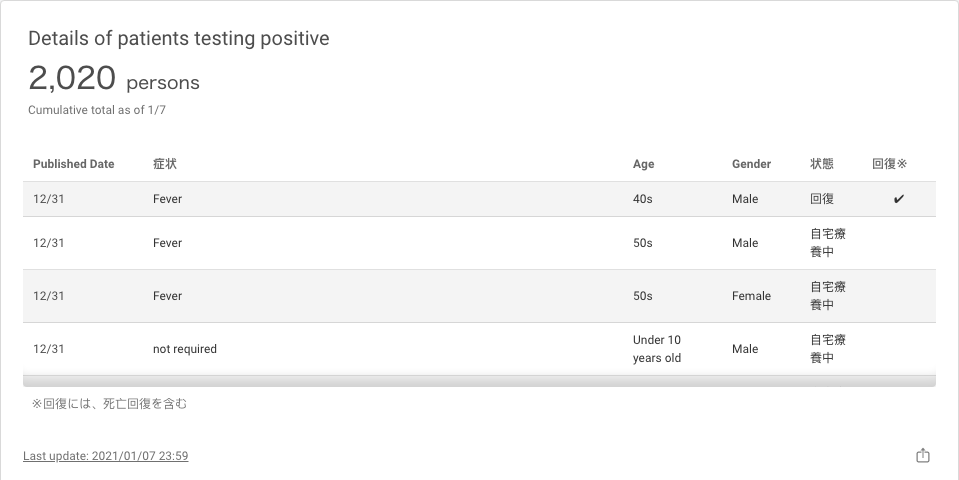 Details of patients testing positive
2,020 persons
Cumulative total as of 1/7
Published Date 症状 Age Gender 状態 回復※
12/31 Fever 40s Male 回復 ✔
12/31 Fever 50s Male 自宅療
養中
12/31 Fever 50s Female 自宅療
養中
12/31 not required Under 10 Male 自宅療
years old 養中
※回復には、死亡回復を含む
Last update: 2021/01/07 23:59